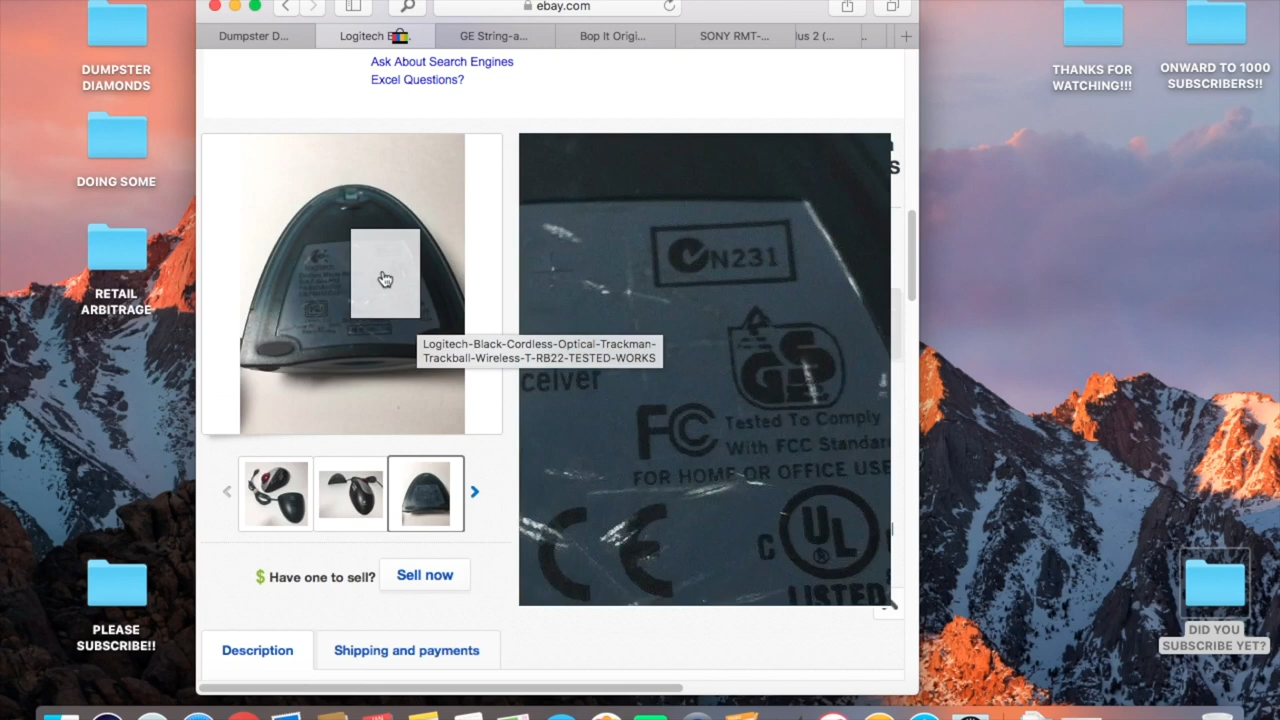 ebay.com
Dumpster D...
Logitech B
GE String-a...
Bop It Origi...
SONY RMT-...
lus 2 (...
Ask About Search Engines
Excel Questions?
DUMPSTER
DIAMONDS
DOING SOME
RETAIL
ARBITRAGE
PLEASE
SUBSCRIBE!!
THANKS FOR
WATCHING!!!
ONWARD TO 1000
SUBSCRIBERS!!
DID YOU
SUBSCRIBE YET?
N231
GS
ceiver
FC Tested To Comply
With FCC Standar
FOR HOME OR OFFICE USE
CE
C UL
LISTED
Logitech-Black-Cordless-Optical-Trackman-
Trackball-Wireless-T-RB22-TESTED-WORKS
$ Have one to sell?
Sell now
Description
Shipping and payments